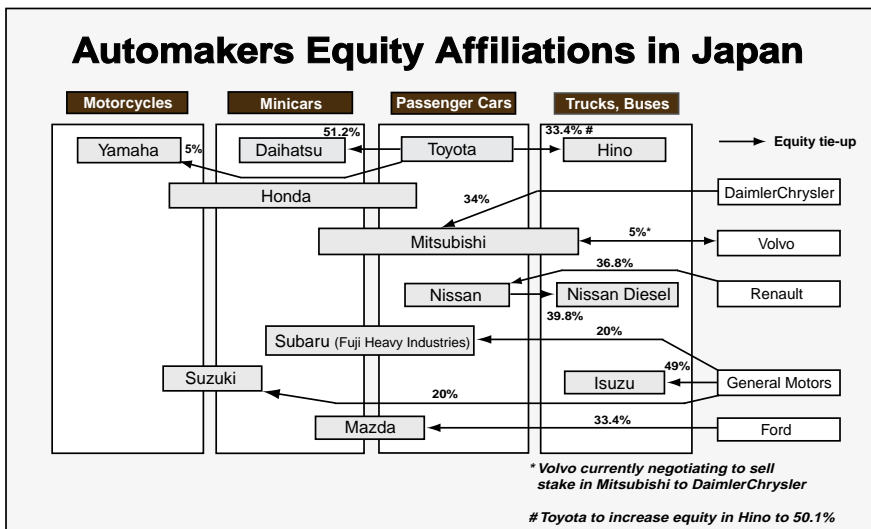 Automakers Equity Affiliations in Japan
Motorcycles
Minicars
Passenger Cars
Trucks, Buses
Yamaha
5%
51.2%
Daihatsu
Toyota
33.4% #
Hino
Equity tie-up
Honda
34%
DaimlerChrysler
Mitsubishi
5%*
Volvo
36.8%
Nissan
Nissan Diesel
Renault
39.8%
Subaru (Fuji Heavy Industries)
20%
Suzuki
49%
Isuzu
General Motors
20%
Mazda
33.4%
Ford
* Volvo currently negotiating to sell
stake in Mitsubishi to DaimlerChrysler
# Toyota to increase equity in Hino to 50.1%